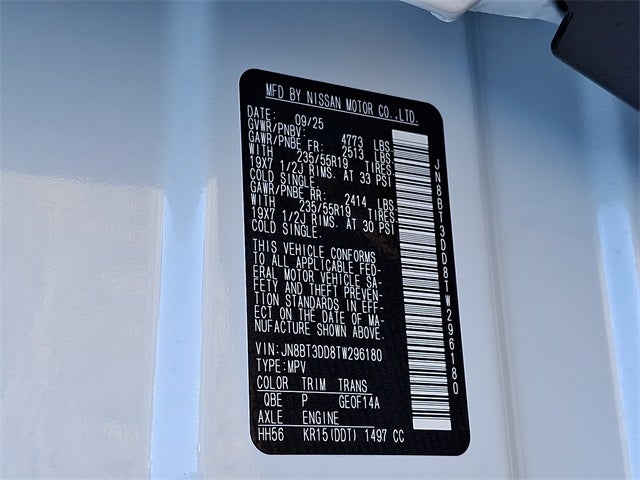 MFD BY NISSAN MOTOR CO.,LTD.
DATE: 09/25
GVWR/PNBV: 4773 LBS
GAWR/PNBE FR: 2513 LBS
WITH 235/55R19 TIRES,
19X7 1/2J RIMS. AT 33 PSI
COLD SINGLE.
GAWR/PNBE RR: 2414 LBS
WITH 235/55R19 TIRES,
19X7 1/2J RIMS. AT 30 PSI
COLD SINGLE.
THIS VEHICLE CONFORMS
TO ALL APPLICABLE FED-
ERAL MOTOR VEHICLE SA-
FETY AND THEFT PREVEN-
TION STANDARDS IN EFF-
ECT ON THE DATE OF MA-
NUFACTURE SHOWN ABOVE.
VIN:JN8BT3DD8TW296180
TYPE:MPV
COLOR TRIM TRANS
QBE P GEOF14A
AXLE ENGINE
HH56 KR15(DDT) 1497 CC
JN8BT3DD8TW296180